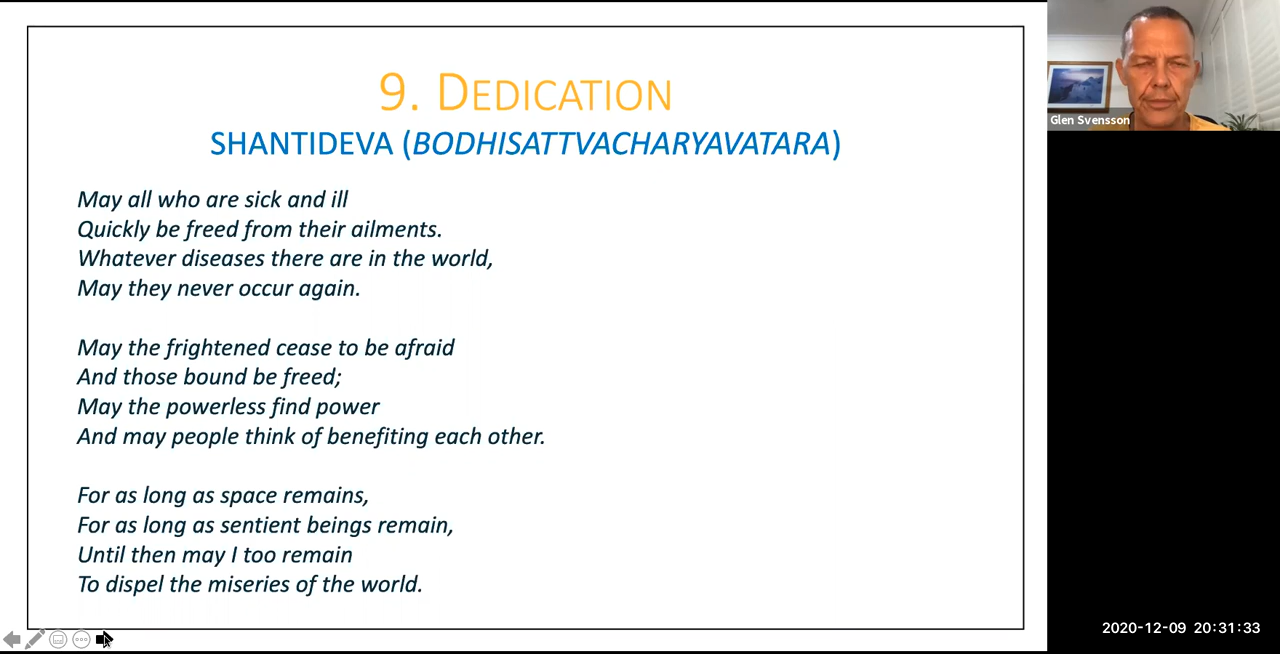 9. DEDICATION
SHANTIDEVA (BODHISATTVACHARYAVATARA)
May all who are sick and ill
Quickly be freed from their ailments.
Whatever diseases there are in the world,
May they never occur again.
May the frightened cease to be afraid
And those bound be freed;
May the powerless find power
And may people think of benefiting each other.
For as long as space remains,
For as long as sentient beings remain,
Until then may I too remain
To dispel the miseries of the world.
Glen Svensson
2020-12-09 20:31:33